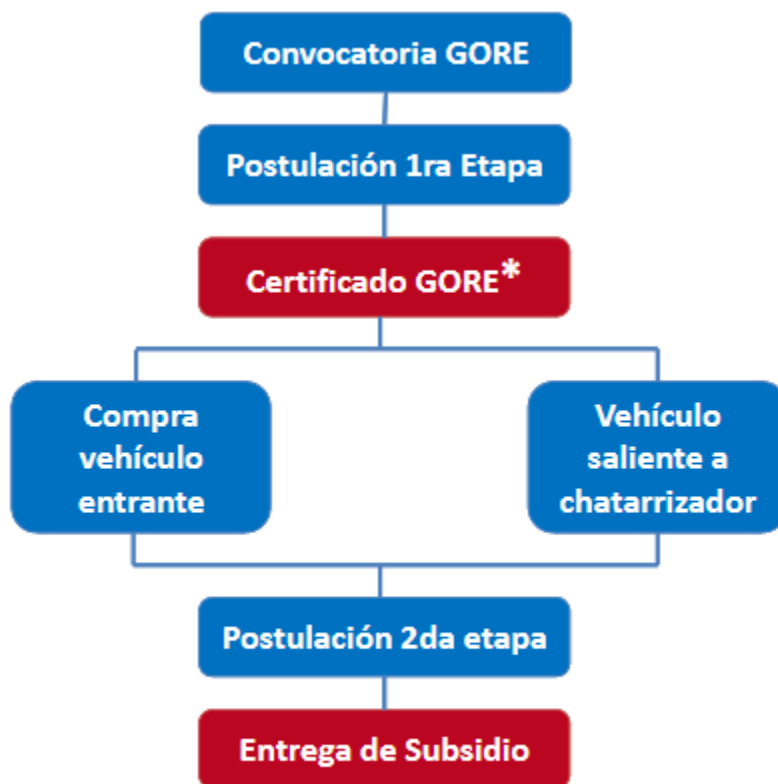 Convocatoria GORE
Postulación 1ra Etapa
Certificado GORE*
Compra
vehículo
entrante
Vehículo
saliente a
chatarrizador
Postulación 2da etapa
Entrega de Subsidio